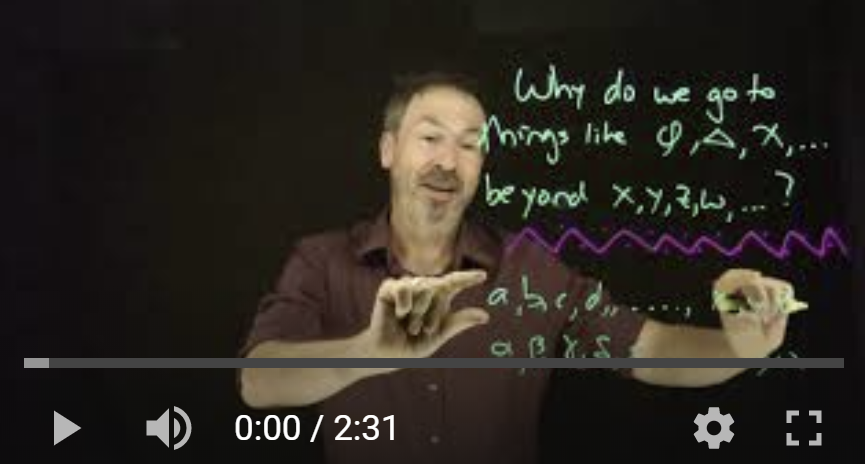 Why do we go to
things like φ, Δ, χ, ...
beyond x, y, z, w, ... ?
a, b, c, d, . . . . . ,
α, β, γ, δ
0:00 / 2:31